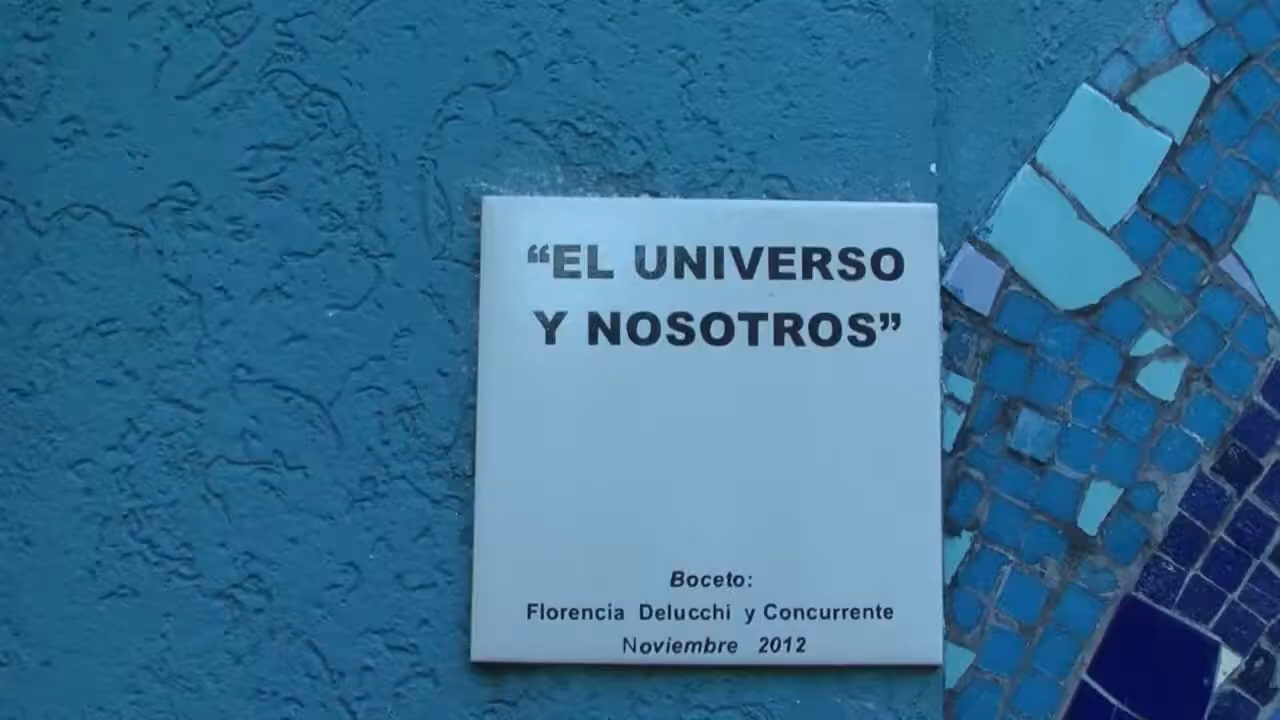 “EL UNIVERSO
Y NOSOTROS”
Boceto:
Florencia Delucchi y Concurrente
Noviembre 2012